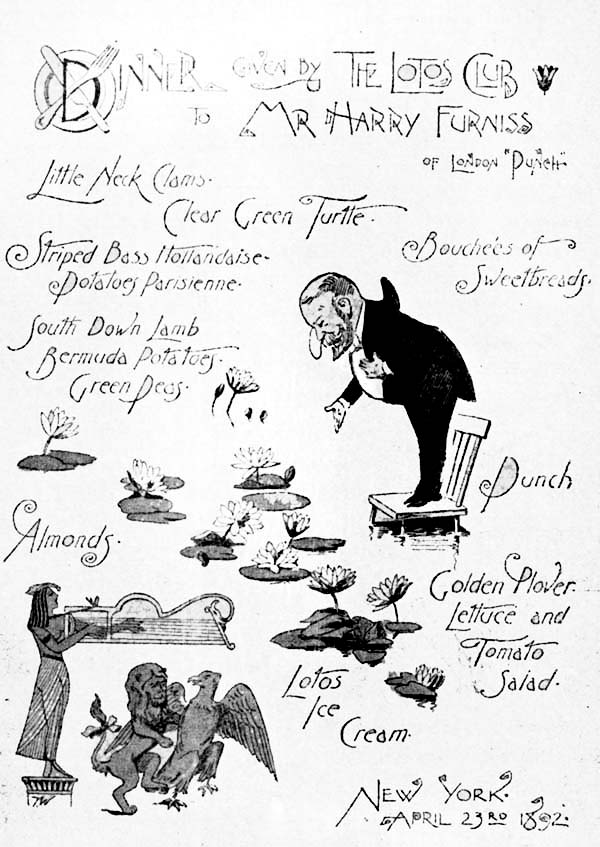 DINNER GIVEN BY THE LOTOS CLUB
TO MR HARRY FURNISS
OF LONDON "PUNCH"
Little Neck Clams.
Clear Green Turtle.
Striped Bass Hollandaise-
Potatoes Parisienne.
Bouchées of
Sweetbreads.
South Down Lamb
Bermuda Potatoes.
Green Peas.
Punch
Almonds.
Golden Plover.
Lettuce and
Tomato
Salad.
Lotos
Ice
Cream.
NEW YORK.
APRIL 23RD 1892.